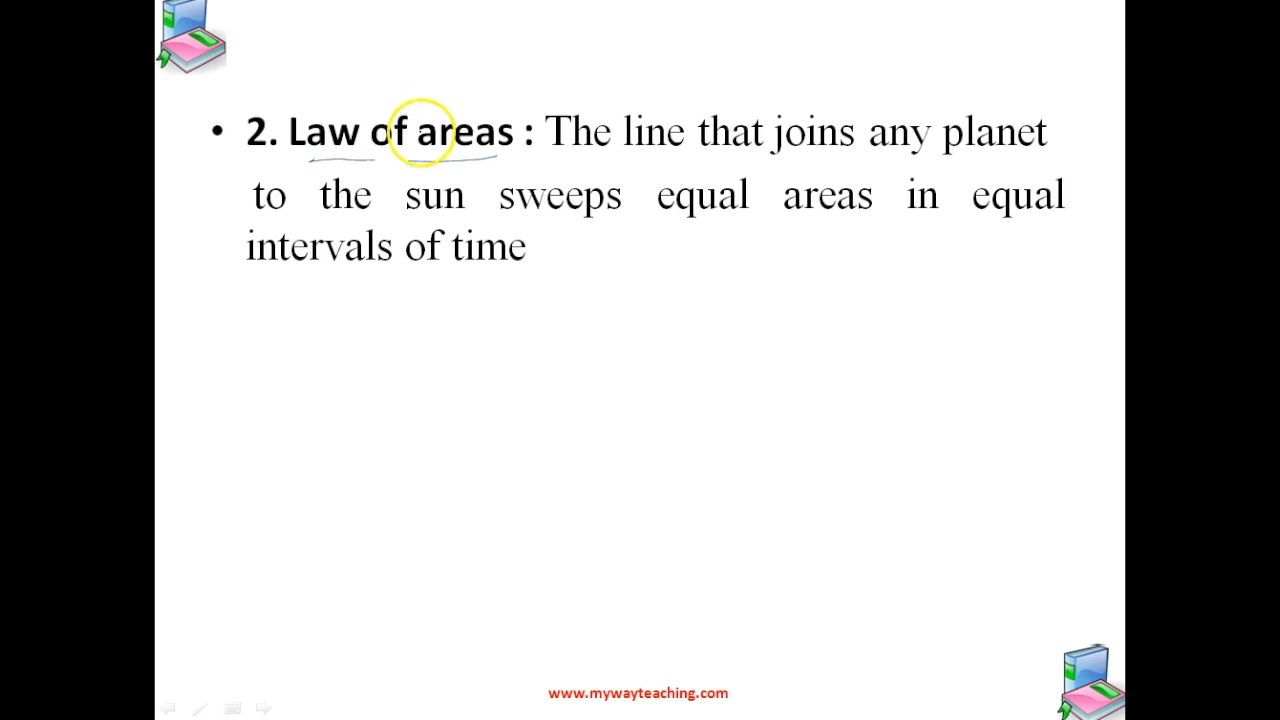 • 2. Law of areas : The line that joins any planet
to the sun sweeps equal areas in equal
intervals of time
www.mywayteaching.com